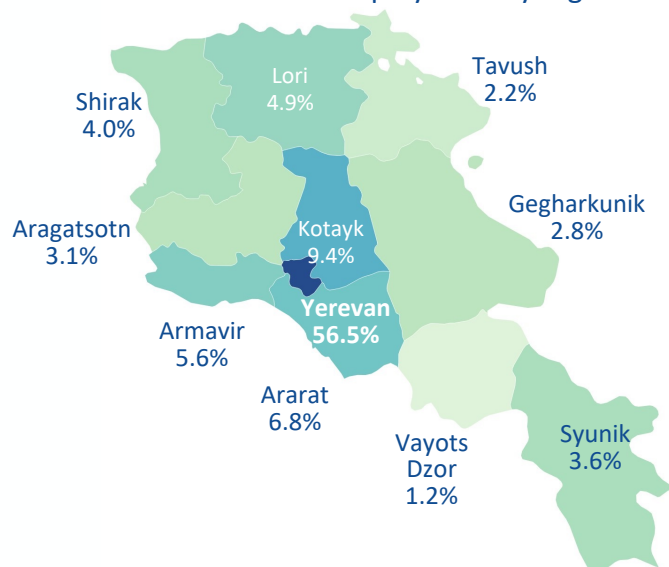 Lori
4.9%
Tavush
2.2%
Shirak
4.0%
Gegharkunik
2.8%
Aragatsotn
3.1%
Kotayk
9.4%
Yerevan
56.5%
Armavir
5.6%
Ararat
6.8%
Vayots
Dzor
1.2%
Syunik
3.6%